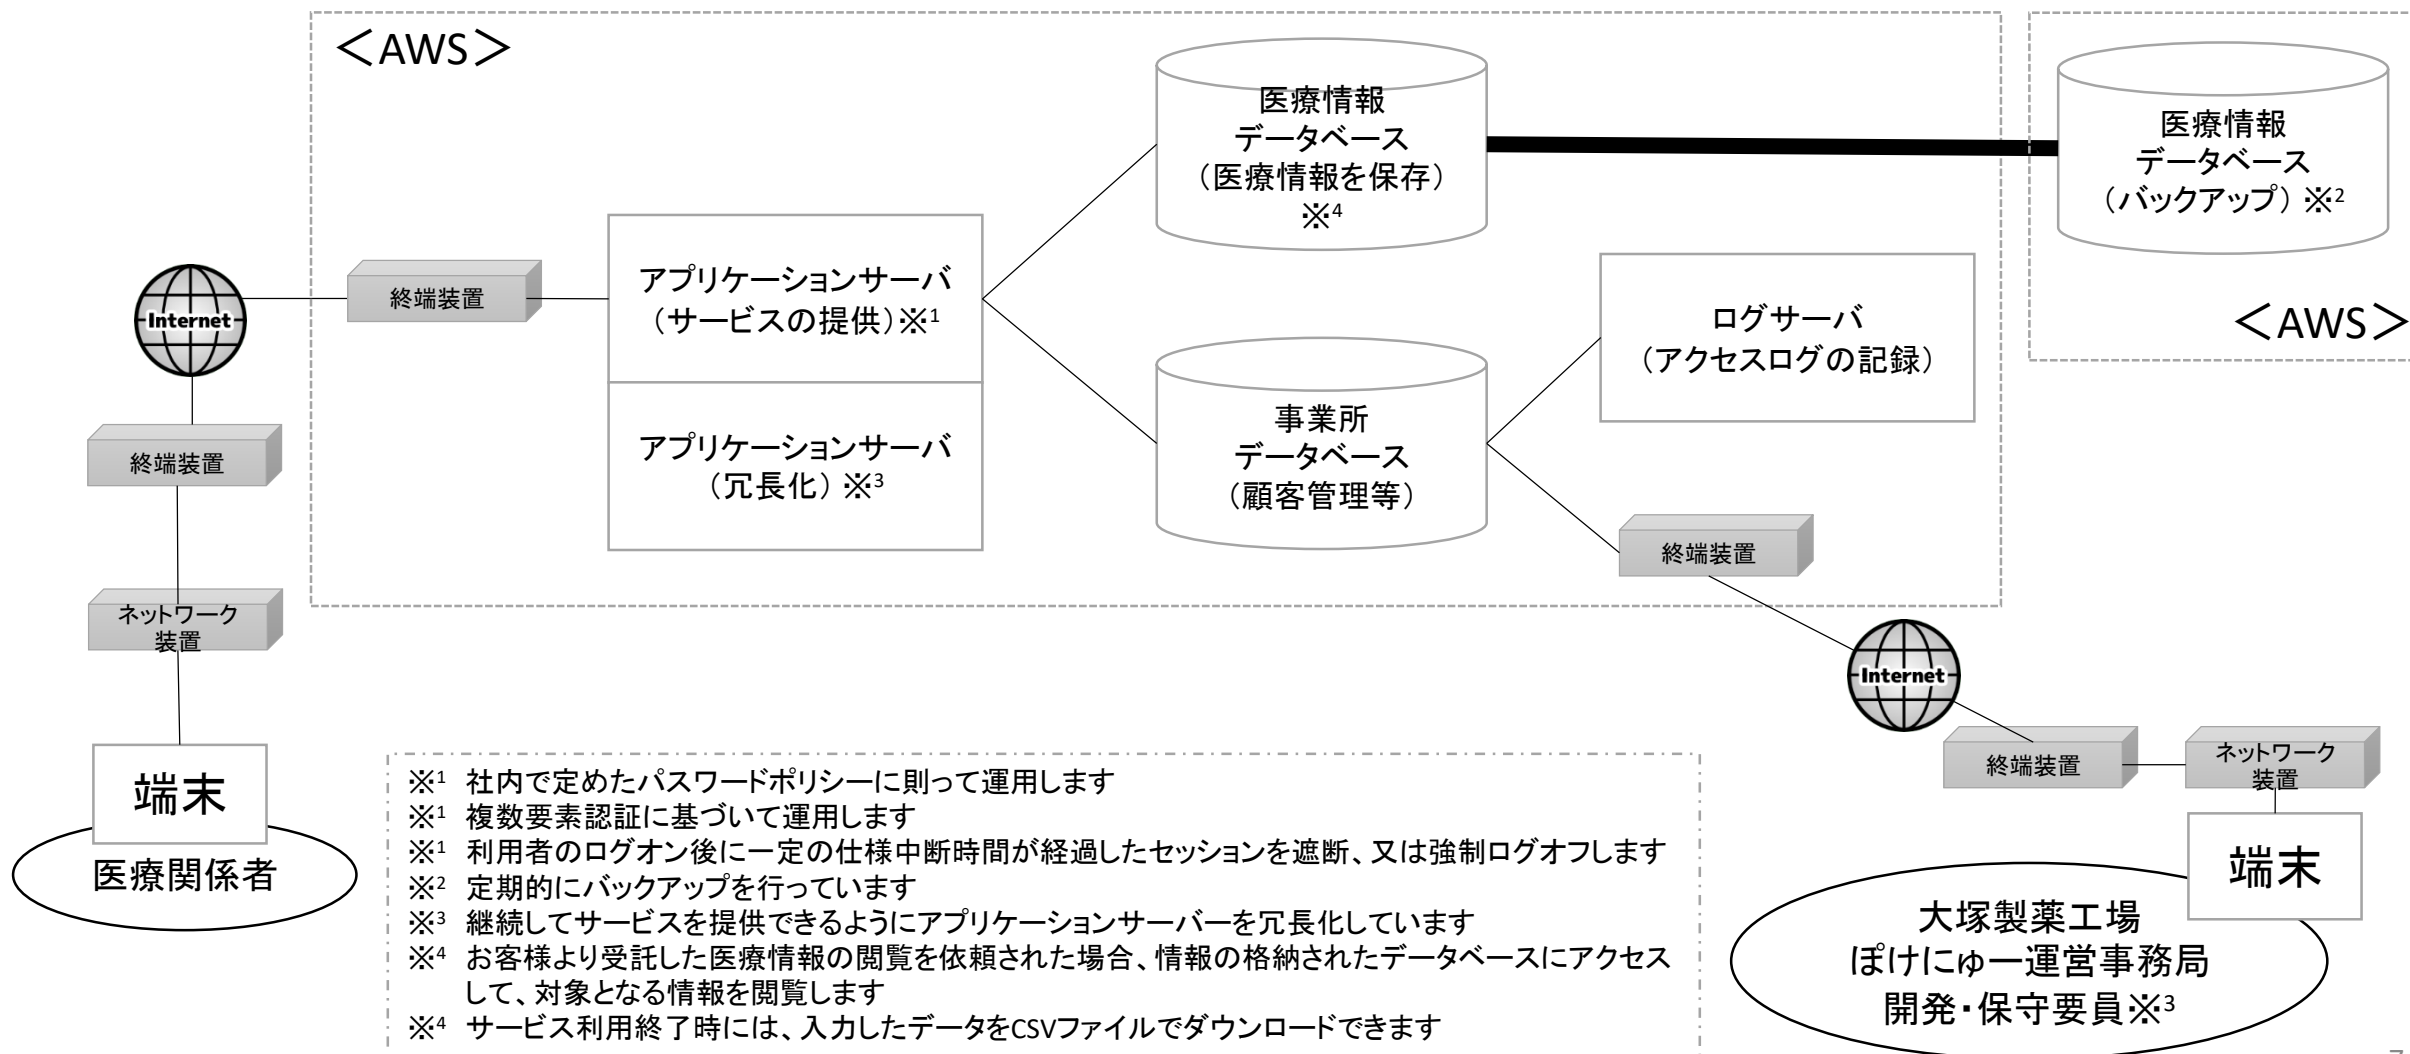 ＜AWS＞
医療情報
データベース
（医療情報を保存）
※4
医療情報
データベース
（バックアップ）※2
＜AWS＞
Internet
終端装置
アプリケーションサーバ
（サービスの提供）※1
アプリケーションサーバ
（冗長化）※3
事業所
データベース
（顧客管理等）
ログサーバ
（アクセスログの記録）
終端装置
終端装置
ネットワーク
装置
端末
医療関係者
Internet
終端装置
ネットワーク
装置
端末
大塚製薬工場
ぽけにゅー運営事務局
開発・保守要員※3
※1 社内で定めたパスワードポリシーに則って運用します
※1 複数要素認証に基づいて運用します
※1 利用者のログオン後に一定の仕様中断時間が経過したセッションを遮断、又は強制ログオフします
※2 定期的にバックアップを行っています
※3 継続してサービスを提供できるようにアプリケーションサーバーを冗長化しています
※4 お客様より受託した医療情報の閲覧を依頼された場合、情報の格納されたデータベースにアクセス
して、対象となる情報を閲覧します
※4 サービス利用終了時には、入力したデータをCSVファイルでダウンロードできます